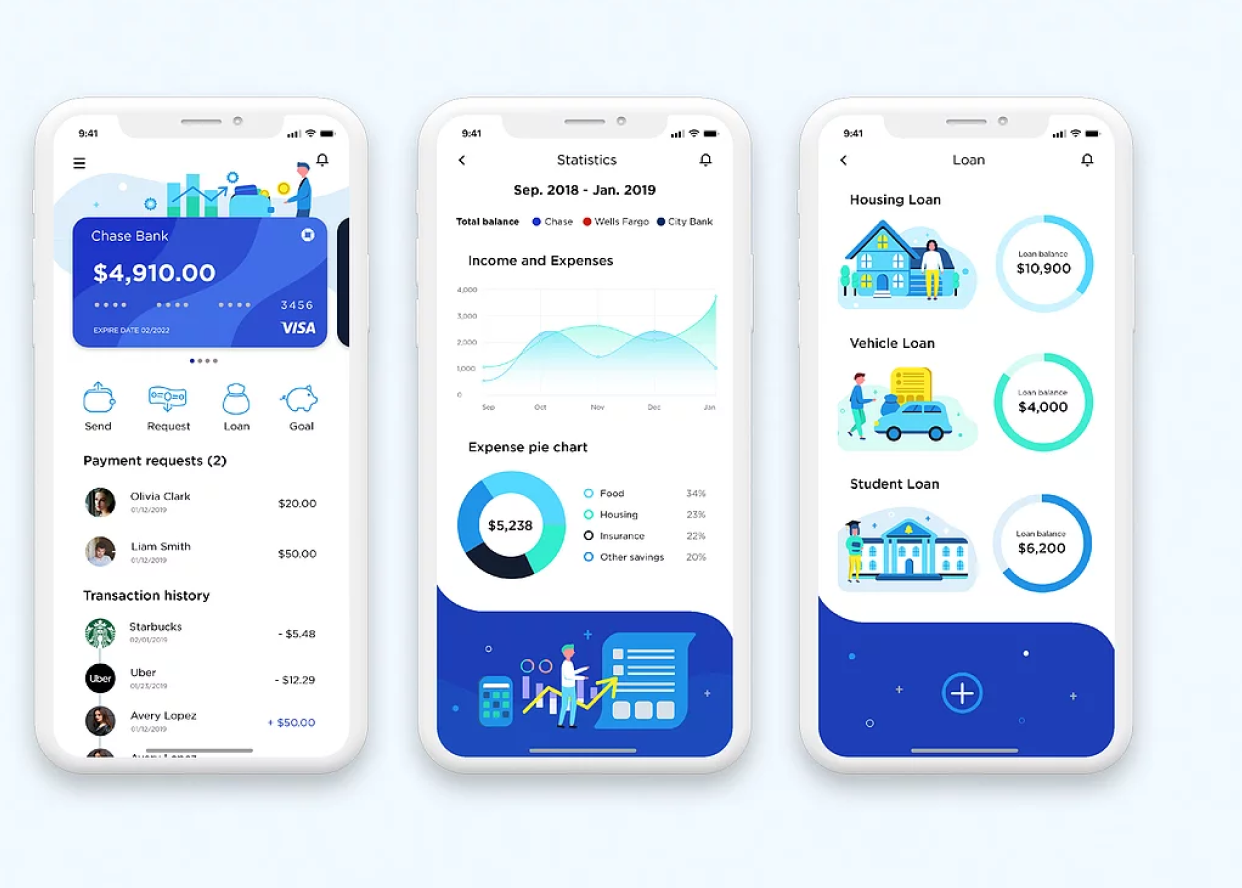 9:41
Chase Bank
$4,910.00
3456
EXPIRE DATE 02/2022
VISA
Send Request Loan Goal
Payment requests (2)
Olivia Clark
01/12/2019
$20.00
Liam Smith
01/12/2019
$50.00
Transaction history
Starbucks
02/01/2019
- $5.48
Uber
Uber
01/23/2019
- $12.29
Avery Lopez
01/12/2019
+ $50.00
9:41
Statistics
Sep. 2018 - Jan. 2019
Total balance Chase Wells Fargo City Bank
Income and Expenses
4,000
3,000
2,000
1,000
0
Sep Oct Nov Dec Jan
Expense pie chart
$5,238
Food 34%
Housing 23%
Insurance 22%
Other savings 20%
9:41
Loan
Housing Loan
Loan balance
$10,900
Vehicle Loan
Loan balance
$4,000
Student Loan
Loan balance
$6,200